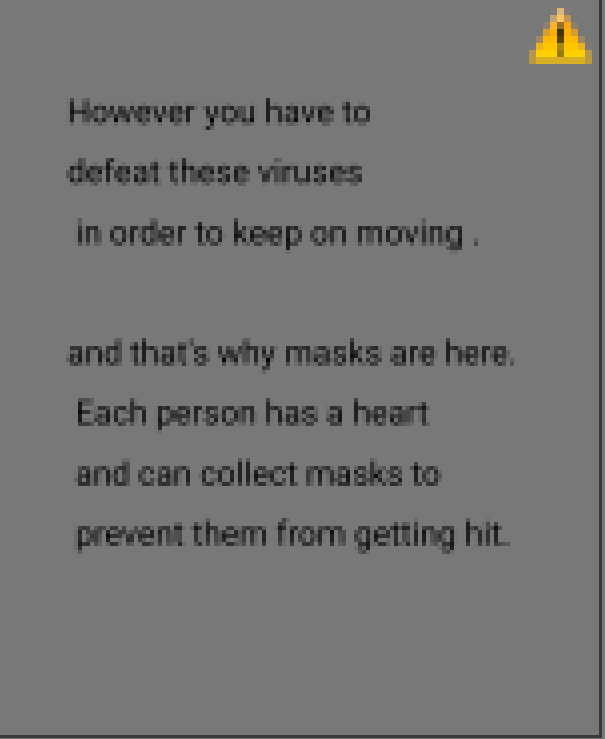 However you have to
defeat these viruses
in order to keep on moving .
and that's why masks are here.
Each person has a heart
and can collect masks to
prevent them from getting hit.